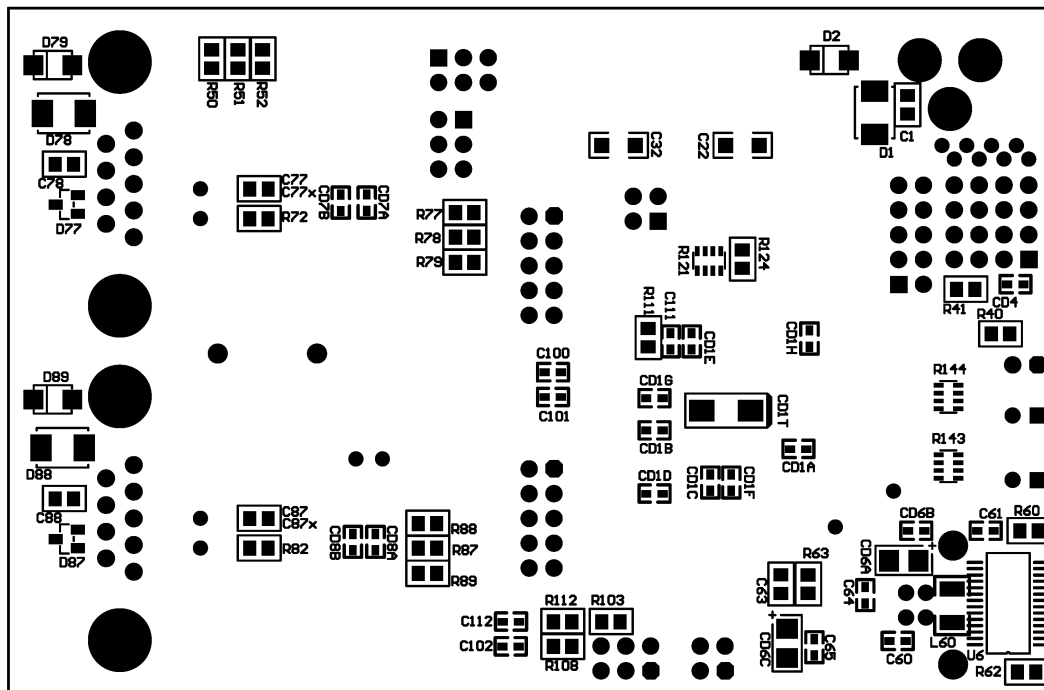 D79
R50
R51
R52
D2
D78
C1
D1
C32
C22
C78
D77
C77
C77x
R72
CD7B
CD7A
R77
R78
R79
R121
R124
R41
CD4
R40
R111
C111
CD1E
CD1H
C100
C101
CD1G
CD1T
CD1B
CD1A
CD1D
CD1C
CD1F
R144
R143
D89
D88
C88
D87
C87
C87x
R82
CD8B
CD8A
R88
R87
R89
CD6B
C61
R60
CD6A
+
R63
C63
C64
C112
R112
R103
C102
R108
+
CD6C
C65
C60
L60
U6
R62